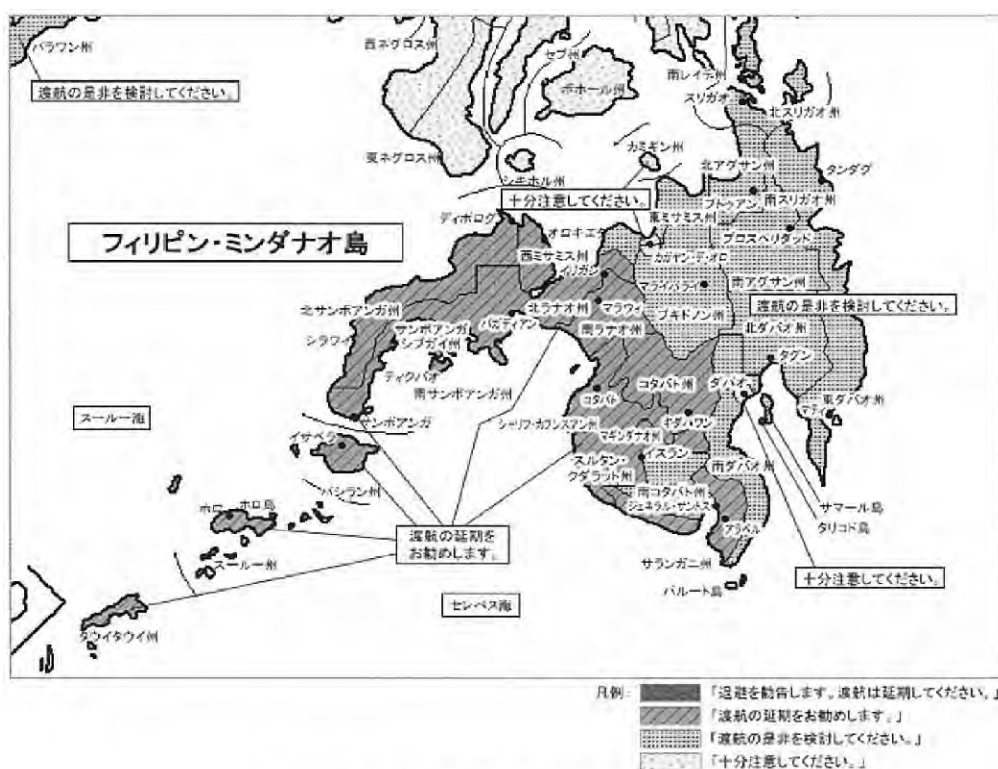 パラワン州
渡航の是非を検討してください。
西ネグロス州
セブ州
ボホール州
南レイテ州
スリガオ
北スリガオ州
東ネグロス州
シキホル州
カミギン州
北アグサン州
タンダグ
十分注意してください。
ブトゥアン
南スリガオ州
東ミサミス州
ディポログ
オロキエタ
フィリピン・ミンダナオ島
カガヤン・デ・オロ
プロスペリダッド
西ミサミス州
イリガン
マライバライ
南アグサン州
北サンボアンガ州
北ラナオ州
マラウィ
ブキドノン州
渡航の是非を検討してください。
シラワイ
サンボアンガ
シブガイ州
パガディアン
南ラナオ州
北ダバオ州
タグン
ティクバオ
南サンボアンガ州
コタバト州
ダバオ
コタバト
東ダバオ州
マティ
スールー海
サンボアンガ
シャリフ・カブンスアン州
マギンダナオ州
キダパワン
イサベラ
イスラン
スルタン・
クダラット州
南ダバオ州
バシラン州
南コタバト州
ジェネラル・サントス
サマール島
タリコド島
ホロ
ホロ島
渡航の延期を
お勧めします。
アラベル
スールー州
サランガニ州
十分注意してください。
バルート島
セレベス海
タウイタウイ州
凡例:
「退避を勧告します。渡航は延期してください。」
「渡航の延期をお勧めします。」
「渡航の是非を検討してください。」
「十分注意してください。」